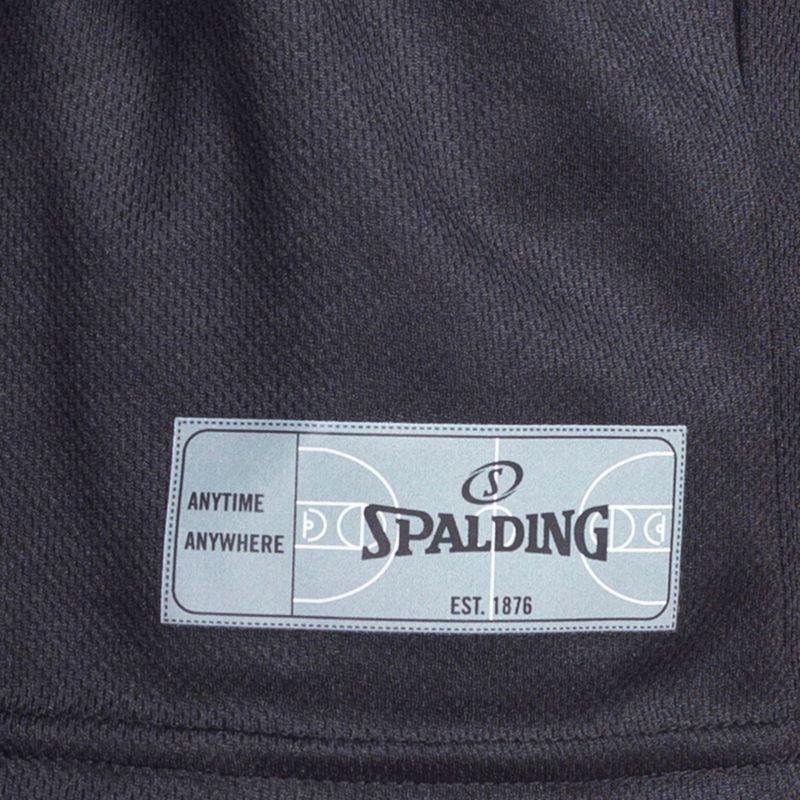 ANYTIME
ANYWHERE
S
SPALDING
EST. 1876